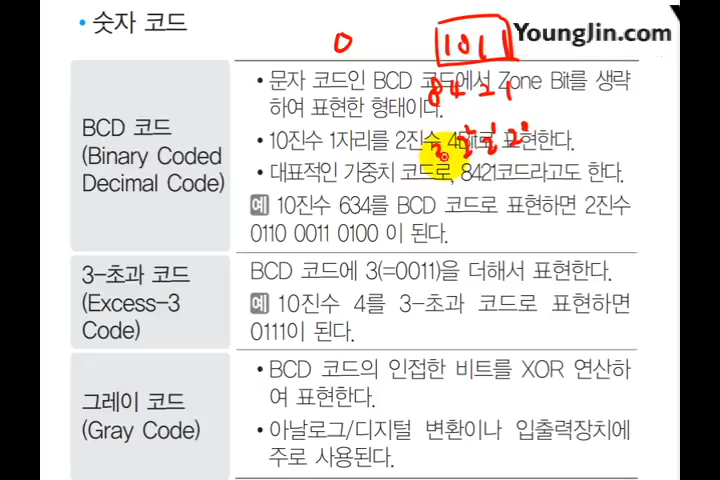 • 숫자 코드
0
1011
YoungJin.com
8 4 2 1
BCD 코드
(Binary Coded
Decimal Code)
• 문자 코드인 BCD 코드에서 Zone Bit를 생략
하여 표현한 형태이다.
• 10진수 1자리를 2진수 4Bit로 표현한다.
• 대표적인 가중치 코드로, 8421코드라고도 한다.
예 10진수 634를 BCD 코드로 표현하면 2진수
0110 0011 0100 이 된다.
3-초과 코드
(Excess-3
Code)
BCD 코드에 3(=0011)을 더해서 표현한다.
예 10진수 4를 3-초과 코드로 표현하면
0111이 된다.
그레이 코드
(Gray Code)
• BCD 코드의 인접한 비트를 XOR 연산하
여 표현한다.
• 아날로그/디지털 변환이나 입출력장치에
주로 사용된다.